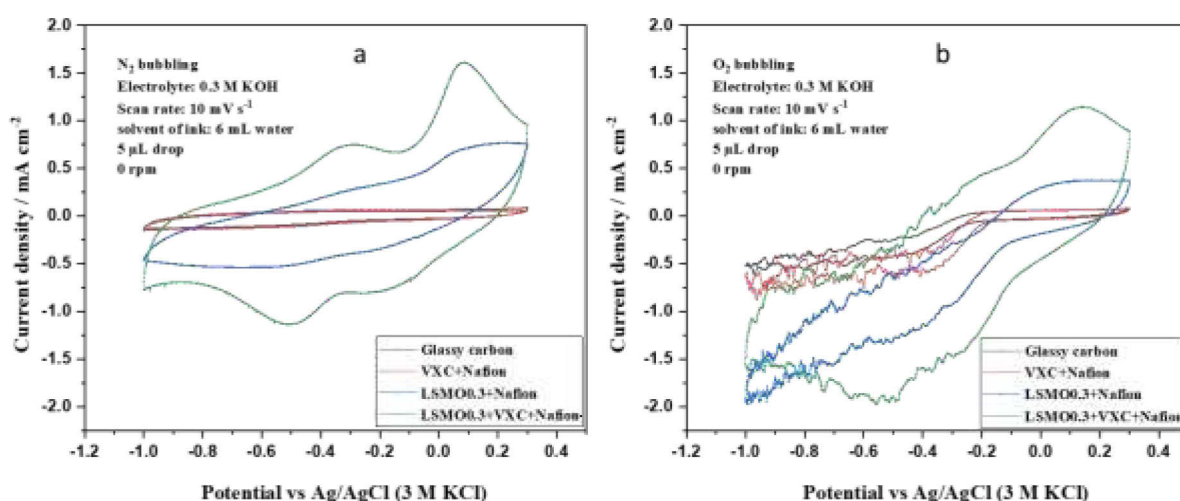 a
N₂ bubbling
Electrolyte: 0.3 M KOH
Scan rate: 10 mV s⁻¹
solvent of ink: 6 mL water
5 µL drop
0 rpm
Current density / mA cm⁻²
2.0
1.5
1.0
0.5
0.0
-0.5
-1.0
-1.5
-2.0
Glassy carbon
VXC+Nafion
LSMO0.3+Nafion
LSMO0.3+VXC+Nafion
-1.2 -1.0 -0.8 -0.6 -0.4 -0.2 0.0 0.2 0.4
Potential vs Ag/AgCl (3 M KCl)
b
O₂ bubbling
Electrolyte: 0.3 M KOH
Scan rate: 10 mV s⁻¹
solvent of ink: 6 mL water
5 µL drop
0 rpm
Current density / mA cm⁻²
2.0
1.5
1.0
0.5
0.0
-0.5
-1.0
-1.5
-2.0
Glassy carbon
VXC+Nafion
LSMO0.3+Nafion
LSMO0.3+VXC+Nafion
-1.2 -1.0 -0.8 -0.6 -0.4 -0.2 0.0 0.2 0.4
Potential vs Ag/AgCl (3 M KCl)